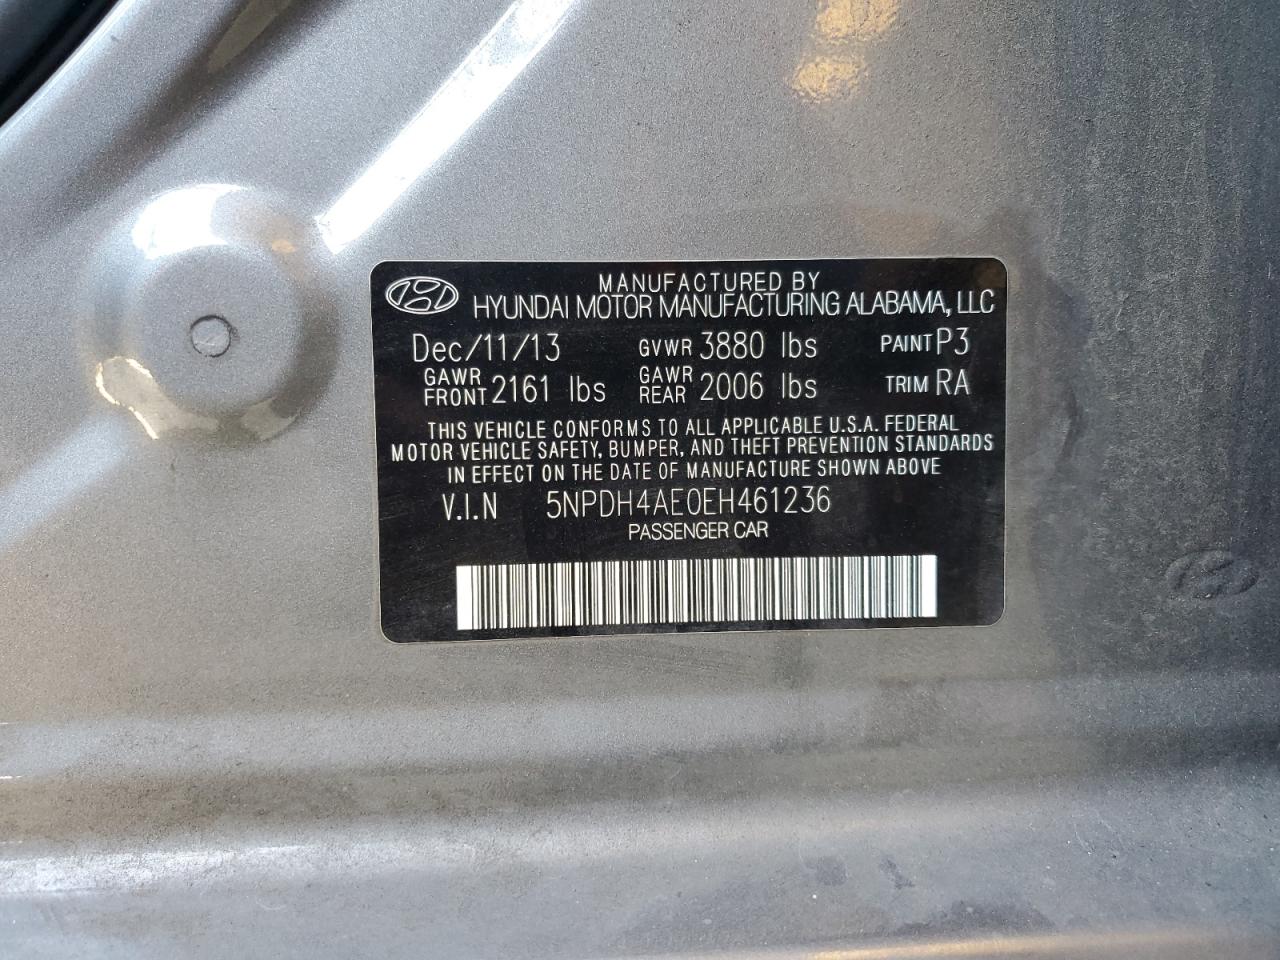 MANUFACTURED BY
HYUNDAI MOTOR MANUFACTURING ALABAMA, LLC
Dec/11/13 GVWR 3880 lbs PAINT P3
GAWR FRONT 2161 lbs GAWR REAR 2006 lbs TRIM RA
THIS VEHICLE CONFORMS TO ALL APPLICABLE U.S.A. FEDERAL
MOTOR VEHICLE SAFETY, BUMPER, AND THEFT PREVENTION STANDARDS
IN EFFECT ON THE DATE OF MANUFACTURE SHOWN ABOVE
V.I.N 5NPDH4AE0EH461236
PASSENGER CAR